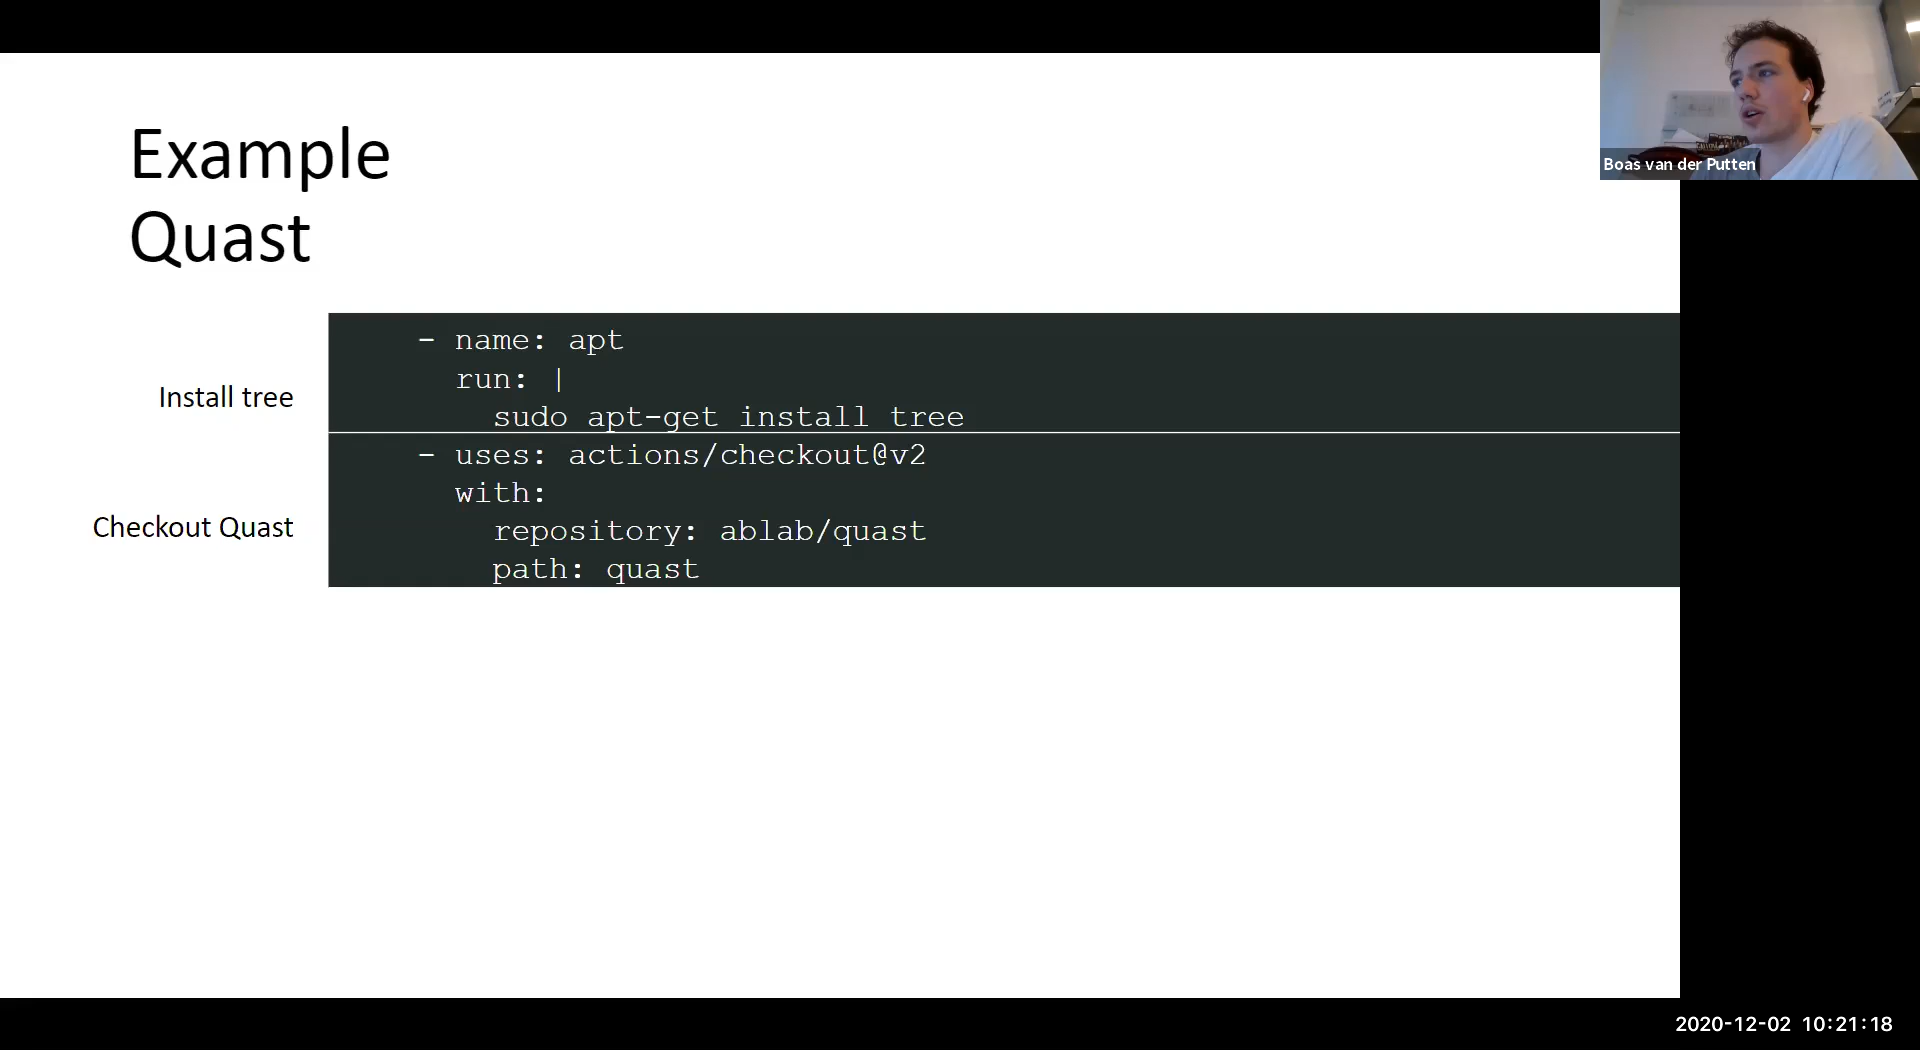 Example
Quast
Install tree
- name: apt
run: |
sudo apt-get install tree
Checkout Quast
- uses: actions/checkout@v2
with:
repository: ablab/quast
path: quast
Boas van der Putten
2020-12-02 10:21:18